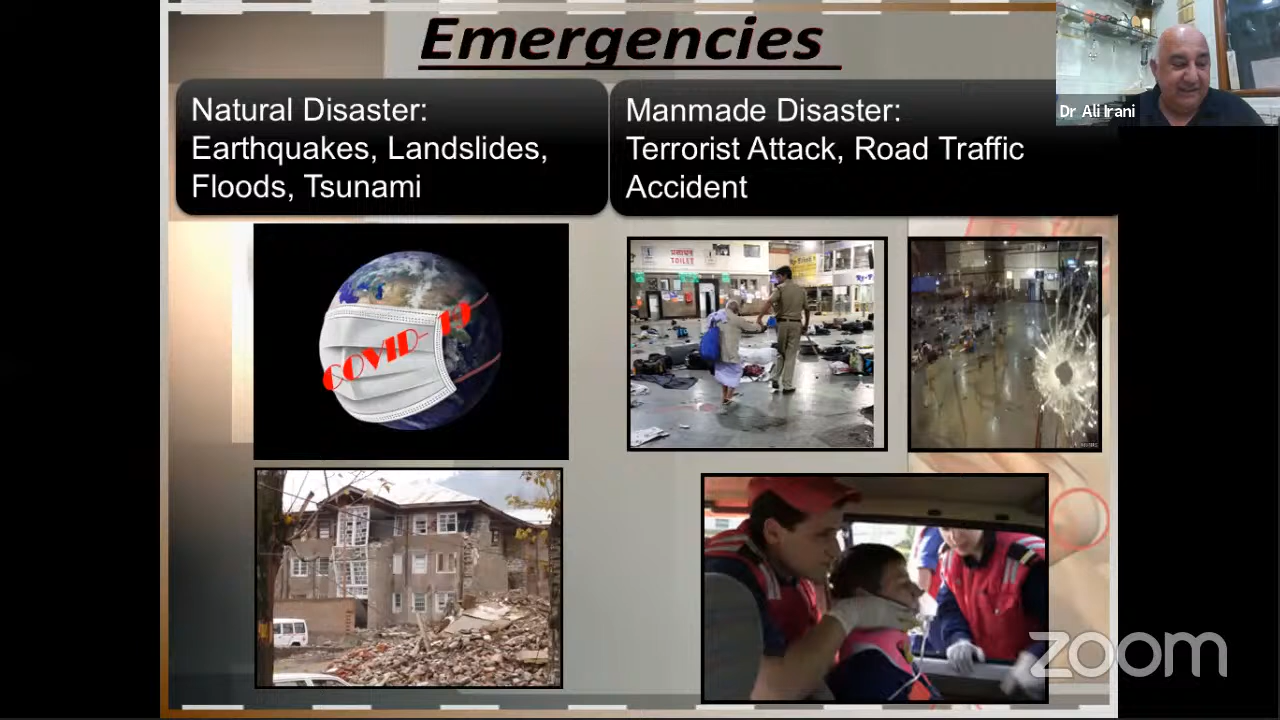 Emergencies
Natural Disaster:
Earthquakes, Landslides,
Floods, Tsunami
Manmade Disaster:
Terrorist Attack, Road Traffic
Accident
Dr Ali Irani
COVID-19
TOILET
zoom